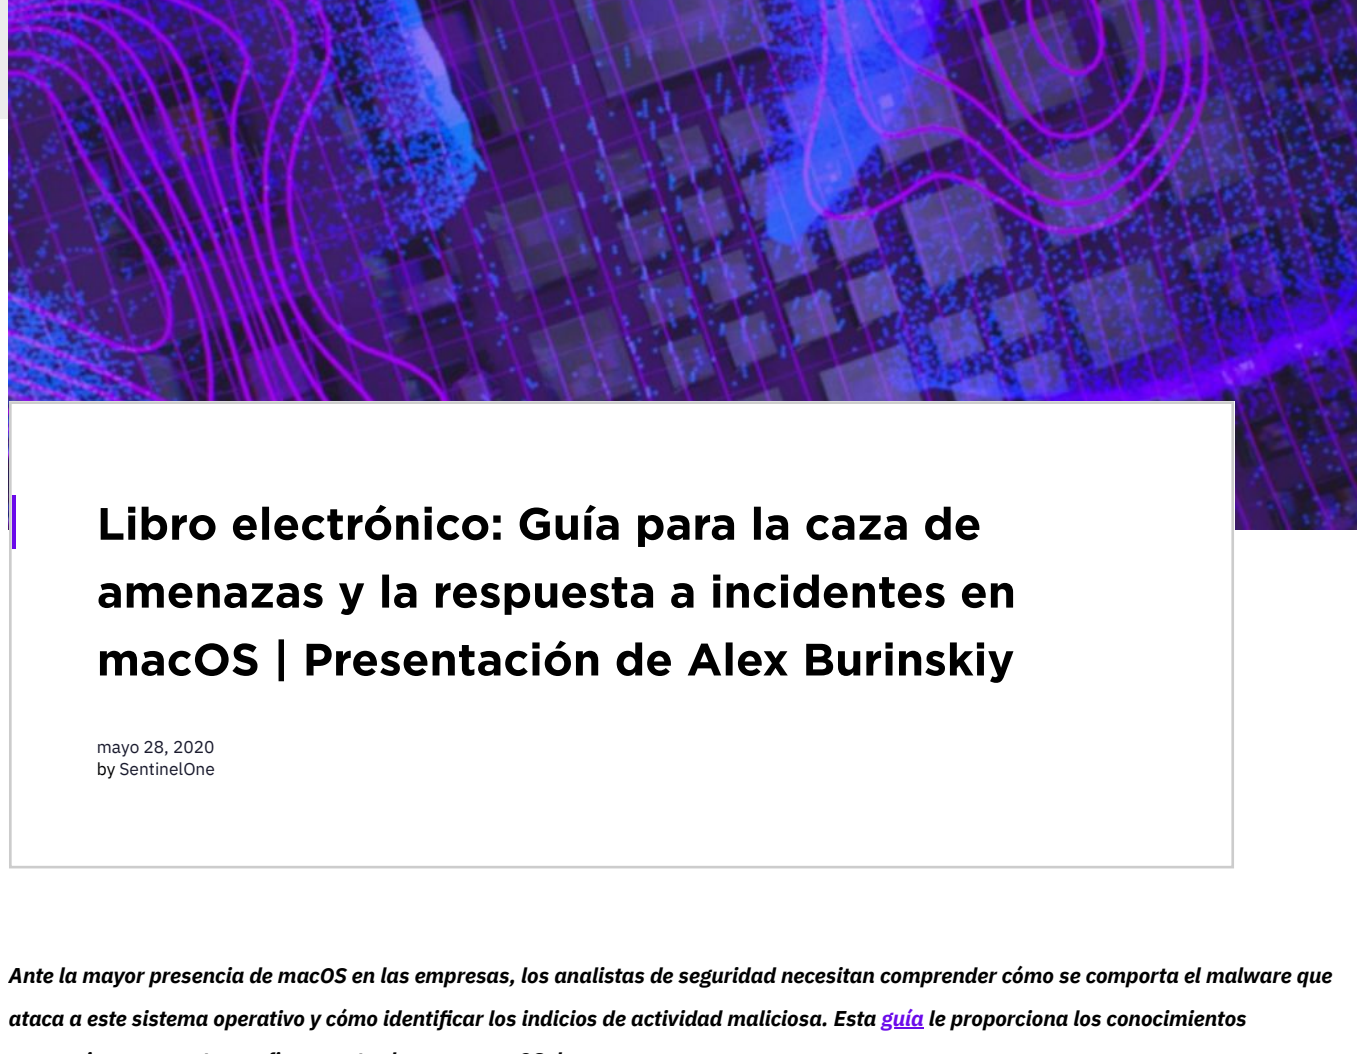 Libro electrónico: Guía para la caza de
amenazas y la respuesta a incidentes en
macOS | Presentación de Alex Burinskiy
mayo 28, 2020
by SentinelOne
Ante la mayor presencia de macOS en las empresas, los analistas de seguridad necesitan comprender cómo se comporta el malware que
ataca a este sistema operativo y cómo identificar los indicios de actividad maliciosa. Esta guía le proporciona los conocimientos